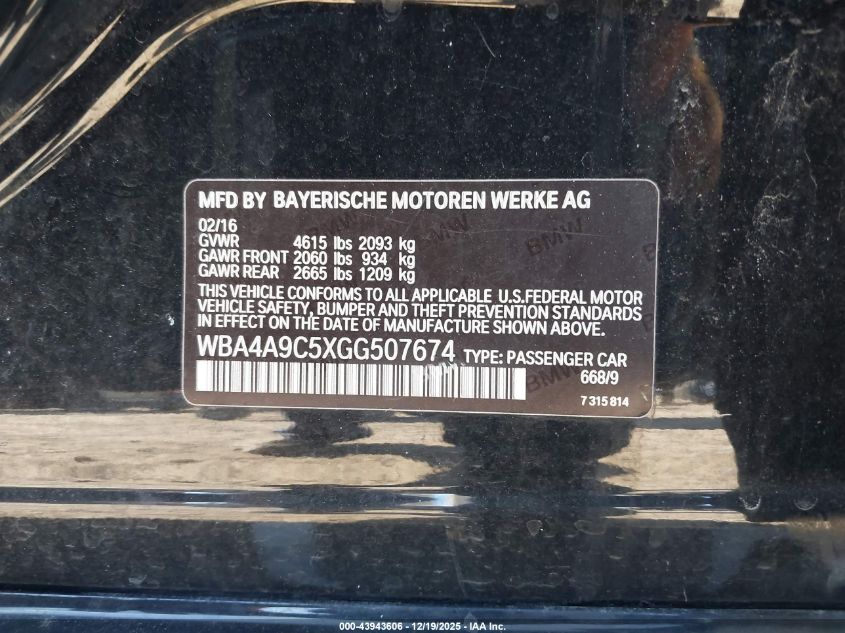 MFD BY BAYERISCHE MOTOREN WERKE AG
02/16
GVWR 4615 lbs 2093 kg
GAWR FRONT 2060 lbs 934 kg
GAWR REAR 2665 lbs 1209 kg
THIS VEHICLE CONFORMS TO ALL APPLICABLE U.S.FEDERAL MOTOR
VEHICLE SAFETY, BUMPER AND THEFT PREVENTION STANDARDS
IN EFFECT ON THE DATE OF MANUFACTURE SHOWN ABOVE.
WBA4A9C5XGG507674 TYPE: PASSENGER CAR
668/9
7 315 814
BMW
BMW
BMW
000-43943606 - 12/19/2025 - IAA Inc.